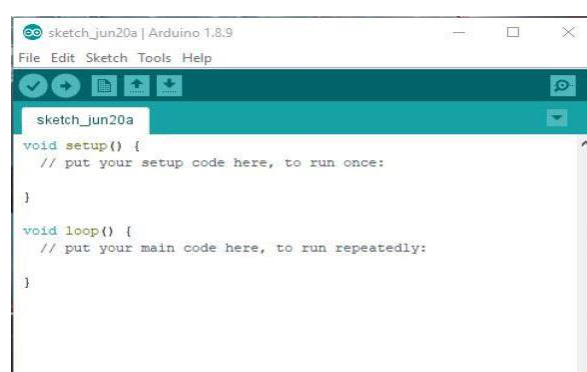 sketch_jun20a | Arduino 1.8.9
File Edit Sketch Tools Help
sketch_jun20a
void setup() {
  // put your setup code here, to run once:

}

void loop() {
  // put your main code here, to run repeatedly:

}